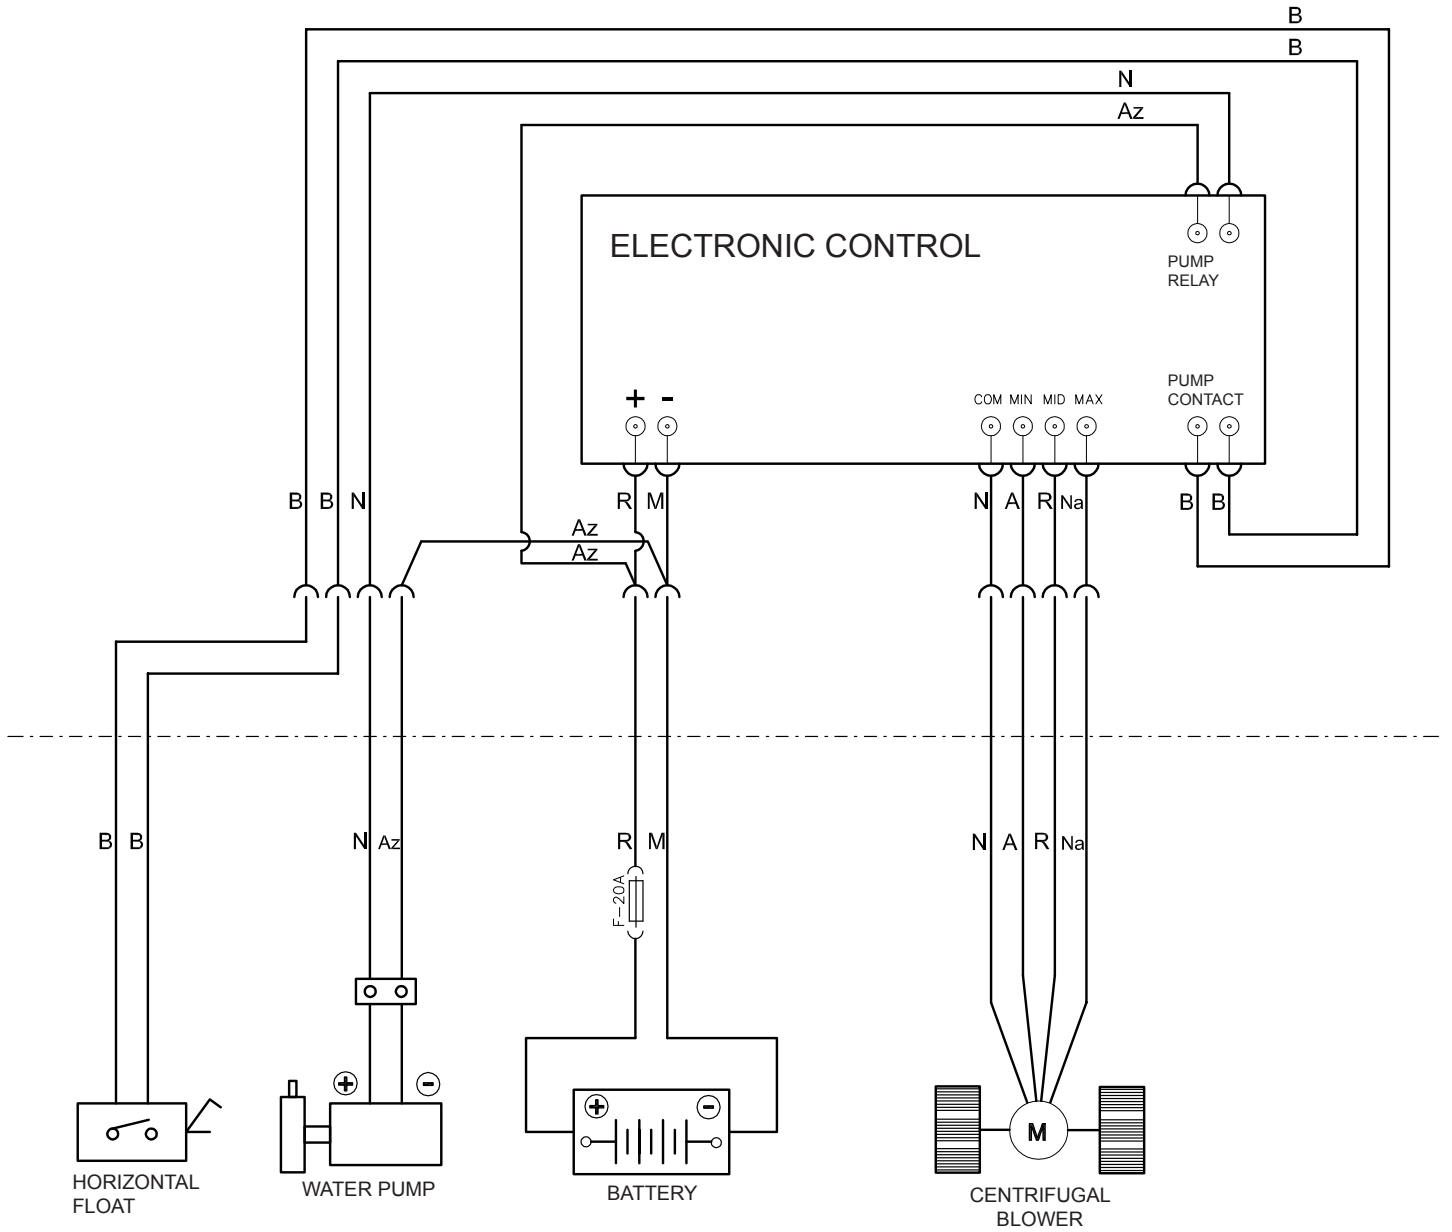 B
B
N
Az
ELECTRONIC CONTROL
PUMP
RELAY
PUMP
CONTACT
+ -
COM MIN MID MAX
B B N
R M
N A R Na
B B
Az
Az
B B
N Az
R M
N A R Na
F-20A
+ -
+ -
M
HORIZONTAL
FLOAT
WATER PUMP
BATTERY
CENTRIFUGAL
BLOWER